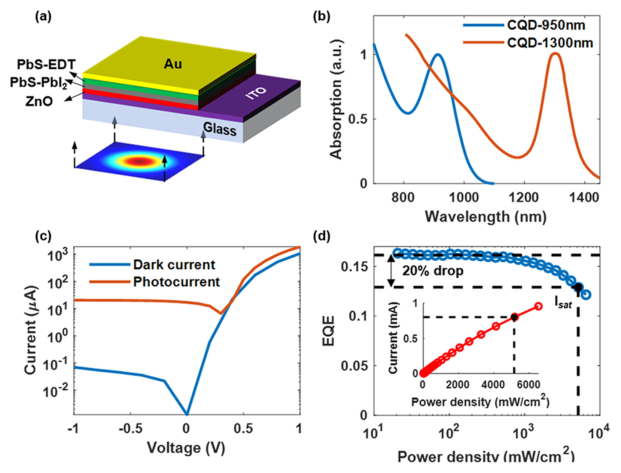 (a)
Au
PbS-EDT
PbS-PbI2
ZnO
ITO
Glass
(b)
CQD-950nm
CQD-1300nm
Absorption (a.u.)
1
0.5
0
800 1000 1200 1400
Wavelength (nm)
(c)
Dark current
Photocurrent
Current (μA)
10^3
10^2
10^1
10^0
10^-1
10^-2
-1 -0.5 0 0.5 1
Voltage (V)
(d)
20% drop
I_sat
EQE
0.15
0.1
0.05
0
Current (mA)
1
0.5
0
0 2000 4000 6000
Power density (mW/cm²)
10^1 10^2 10^3 10^4
Power density (mW/cm²)